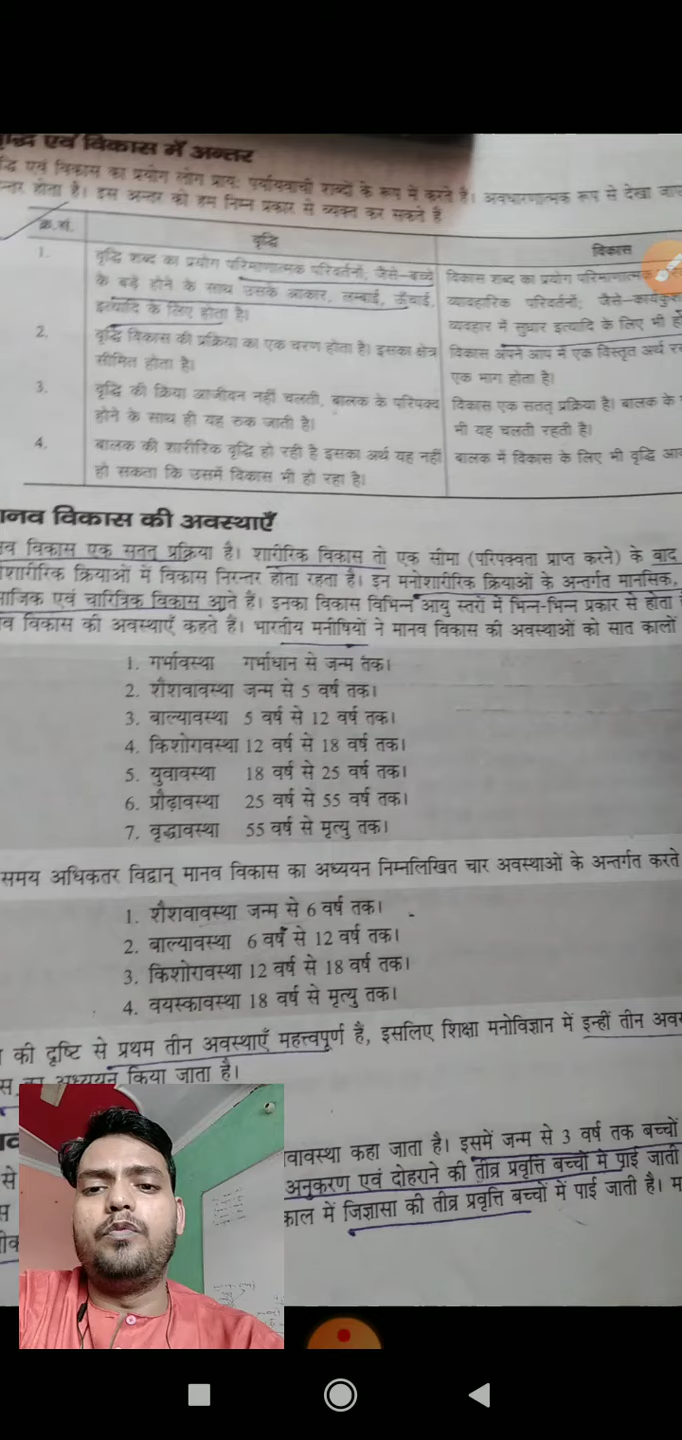 वृद्धि एवं विकास में अन्तर
द्धि एवं विकास का प्रयोग लोग प्रायः पर्यायवाची शब्दों के रूप में करते है। अवधारणात्मक रूप से देखा जाए
न्तर होता है। इस अन्तर को हम निम्न प्रकार से व्यक्त कर सकते है
क्र.सं. वृद्धि विकास
1. वृद्धि शब्द का प्रयोग परिमाणात्मक परिवर्तनों; जैसे–बच्चे विकास शब्द का प्रयोग परिमाणात्मक
के बड़े होने के साथ उसके आकार, लम्बाई, ऊँचाई, व्यावहारिक परिवर्तनों; जैसे–कार्यकुश
इत्यादि के लिए होता है। व्यवहार में सुधार इत्यादि के लिए भी हो
2. वृद्धि विकास की प्रक्रिया का एक चरण होता है। इसका क्षेत्र विकास अपने आप में एक विस्तृत अर्थ रख
सीमित होता है। एक भाग होता है।
3. वृद्धि की क्रिया आजीवन नहीं चलती, बालक के परिपक्व विकास एक सतत् प्रक्रिया है। बालक के
होने के साथ ही यह रुक जाती है। भी यह चलती रहती है।
4. बालक की शारीरिक वृद्धि हो रही है इसका अर्थ यह नहीं बालक में विकास के लिए भी वृद्धि आव
हो सकता कि उसमें विकास भी हो रहा है।
ानव विकास की अवस्थाएँ
नव विकास एक सतत् प्रक्रिया है। शारीरिक विकास तो एक सीमा (परिपक्वता प्राप्त करने) के बाद
शारीरिक क्रियाओं में विकास निरन्तर होता रहता है। इन मनोशारीरिक क्रियाओं के अन्तर्गत मानसिक,
माजिक एवं चारित्रिक विकास आते है। इनका विकास विभिन्न आयु स्तरों में भिन्न-भिन्न प्रकार से होता
व विकास की अवस्थाएँ कहते हैं। भारतीय मनीषियों ने मानव विकास की अवस्थाओं को सात कालों
1. गर्भावस्था गर्भाधान से जन्म तक।
2. शैशवावस्था जन्म से 5 वर्ष तक।
3. बाल्यावस्था 5 वर्ष से 12 वर्ष तक।
4. किशोरावस्था 12 वर्ष से 18 वर्ष तक।
5. युवावस्था 18 वर्ष से 25 वर्ष तक।
6. प्रौढ़ावस्था 25 वर्ष से 55 वर्ष तक।
7. वृद्धावस्था 55 वर्ष से मृत्यु तक।
समय अधिकतर विद्वान् मानव विकास का अध्ययन निम्नलिखित चार अवस्थाओं के अन्तर्गत करते
1. शैशवावस्था जन्म से 6 वर्ष तक।
2. बाल्यावस्था 6 वर्ष से 12 वर्ष तक।
3. किशोरावस्था 12 वर्ष से 18 वर्ष तक।
4. वयस्कावस्था 18 वर्ष से मृत्यु तक।
की दृष्टि से प्रथम तीन अवस्थाएँ महत्त्वपूर्ण हैं, इसलिए शिक्षा मनोविज्ञान में इन्हीं तीन अवस
अध्ययन किया जाता है।
वावस्था कहा जाता है। इसमें जन्म से 3 वर्ष तक बच्चों
अनुकरण एवं दोहराने की तीव्र प्रवृत्ति बच्चों में पाई जाती
काल में जिज्ञासा की तीव्र प्रवृत्ति बच्चों में पाई जाती है।